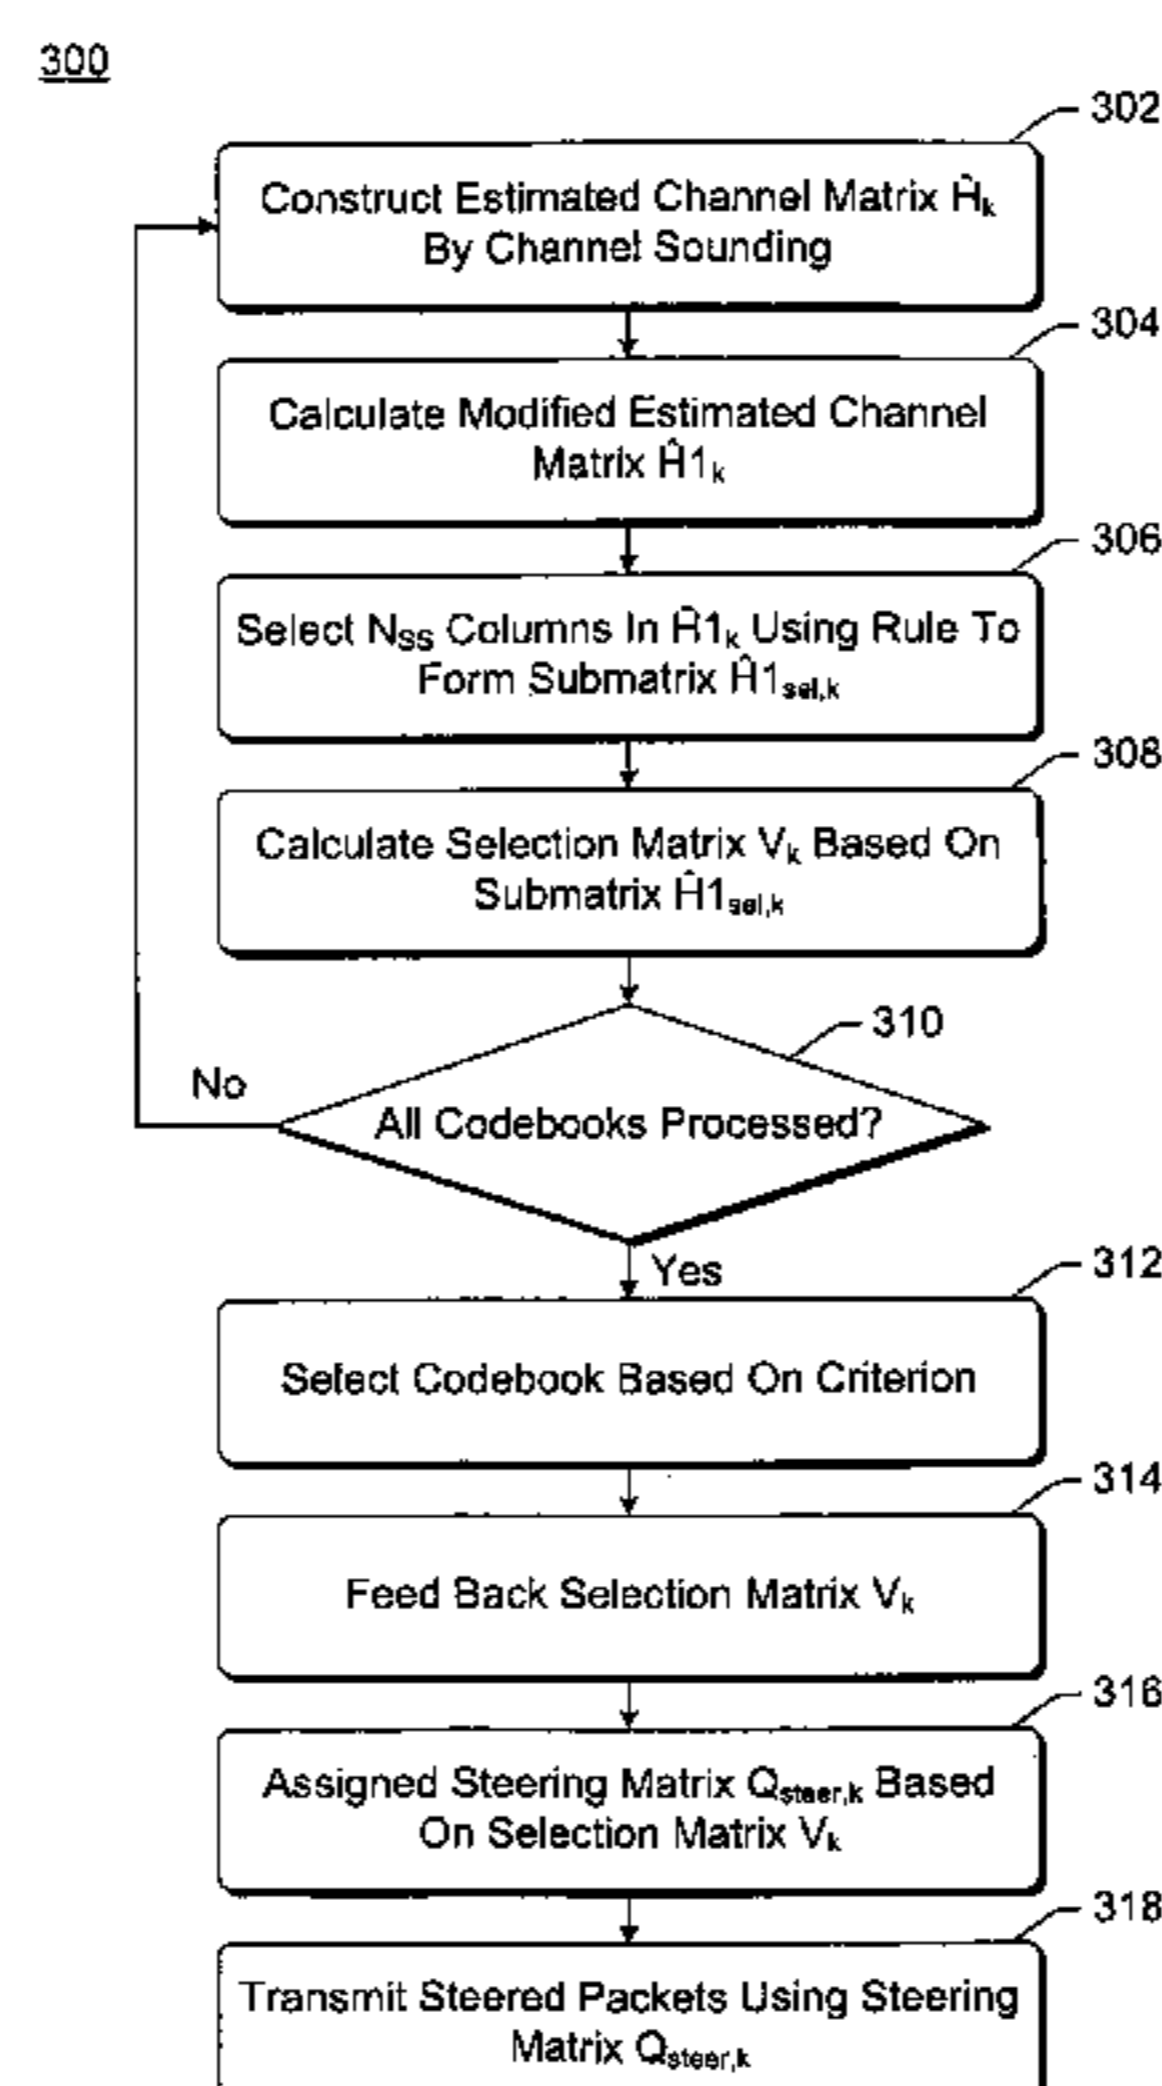 300
302
Construct Estimated Channel Matrix Ĥk
By Channel Sounding
304
Calculate Modified Estimated Channel
Matrix Ĥ1k
306
Select NSS Columns In Ĥ1k Using Rule To
Form Submatrix Ĥ1sel,k
308
Calculate Selection Matrix Vk Based On
Submatrix Ĥ1sel,k
310
No
All Codebooks Processed?
Yes
312
Select Codebook Based On Criterion
314
Feed Back Selection Matrix Vk
316
Assigned Steering Matrix Qsteer,k Based
On Selection Matrix Vk
318
Transmit Steered Packets Using Steering
Matrix Qsteer,k